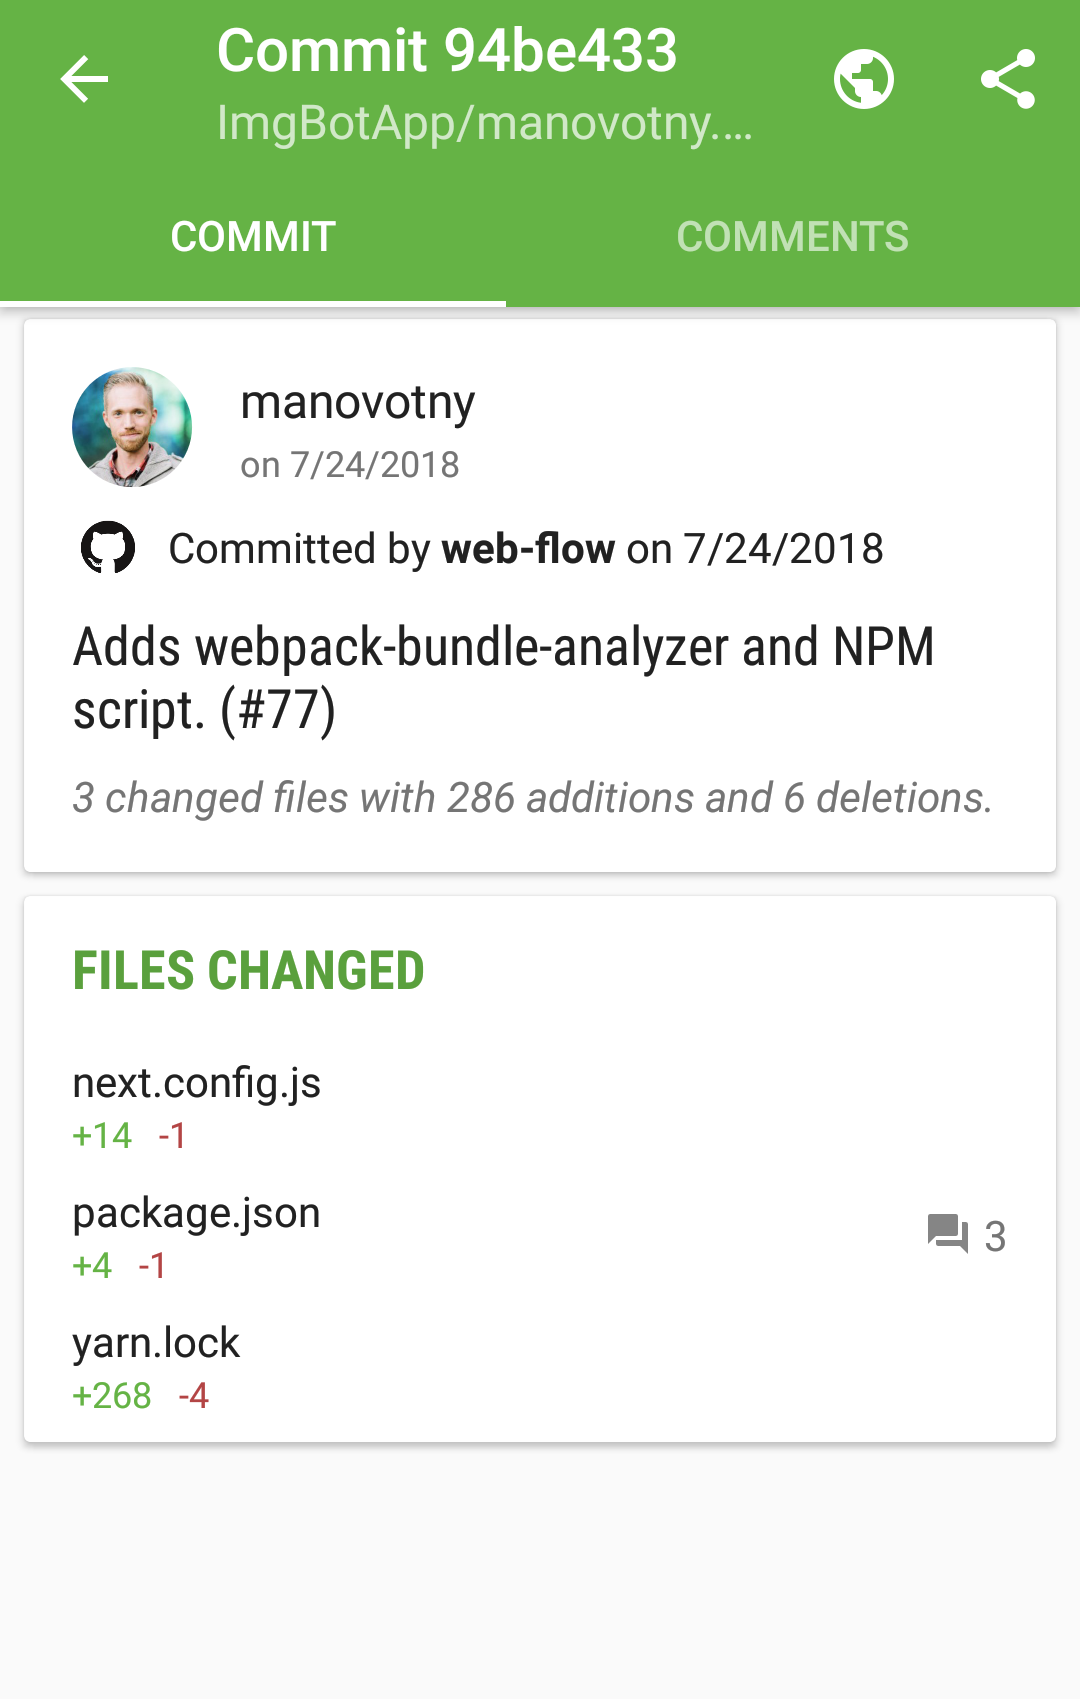 Commit 94be433
ImgBotApp/manovotny.…
COMMIT
COMMENTS
manovotny
on 7/24/2018
Committed by web-flow on 7/24/2018
Adds webpack-bundle-analyzer and NPM
script. (#77)
3 changed files with 286 additions and 6 deletions.
FILES CHANGED
next.config.js
+14 -1
package.json
+4 -1
3
yarn.lock
+268 -4